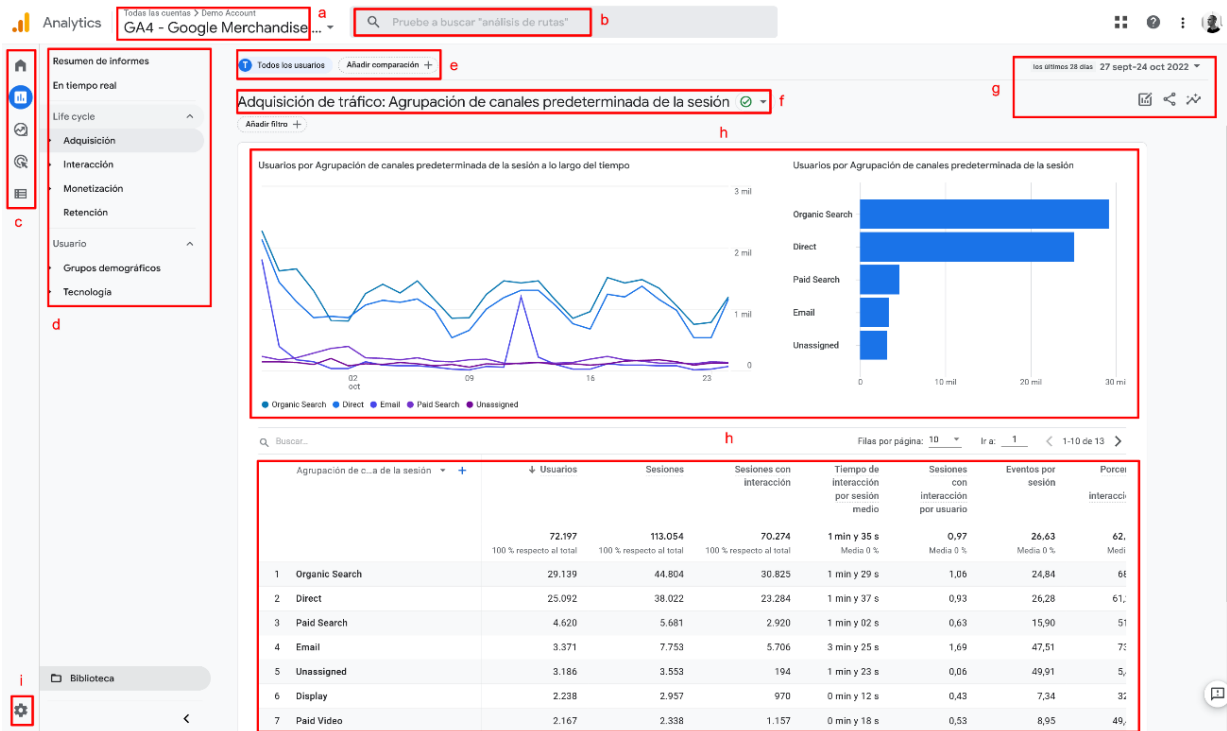 Analytics
Todas las cuentas > Demo Account
GA4 - Google Merchandise ...
a
Pruebe a buscar "análisis de rutas"
b
c
Resumen de informes
En tiempo real
Life cycle
Adquisición
Interacción
Monetización
Retención
Usuario
Grupos demográficos
Tecnología
d
Biblioteca
i
T Todos los usuarios
Añadir comparación +
e
los últimos 28 días 27 sept-24 oct 2022
g
Adquisición de tráfico: Agrupación de canales predeterminada de la sesión
f
Añadir filtro +
h
Usuarios por Agrupación de canales predeterminada de la sesión a lo largo del tiempo
3 mil
2 mil
1 mil
0
02 oct
09
16
23
Organic Search Direct Email Paid Search Unassigned
Usuarios por Agrupación de canales predeterminada de la sesión
Organic Search
Direct
Paid Search
Email
Unassigned
0 10 mil 20 mil 30 mi
Buscar...
h
Filas por página: 10 Ir a: 1 < 1-10 de 13 >
Agrupación de c...a de la sesión + ↓ Usuarios Sesiones Sesiones con interacción Tiempo de interacción por sesión medio Sesiones con interacción por usuario Eventos por sesión Porcer interacci
72.197 113.054 70.274 1 min y 35 s 0,97 26,63 62,
100 % respecto al total 100 % respecto al total 100 % respecto al total Media 0 % Media 0 % Media 0 % Medi
1 Organic Search 29.139 44.804 30.825 1 min y 29 s 1,06 24,84 68
2 Direct 25.092 38.022 23.284 1 min y 37 s 0,93 26,28 61,
3 Paid Search 4.620 5.681 2.920 1 min y 02 s 0,63 15,90 51
4 Email 3.371 7.753 5.706 3 min y 25 s 1,69 47,51 73
5 Unassigned 3.186 3.553 194 1 min y 23 s 0,06 49,91 5,
6 Display 2.238 2.957 970 0 min y 12 s 0,43 7,34 32
7 Paid Video 2.167 2.338 1.157 0 min y 18 s 0,53 8,95 49,